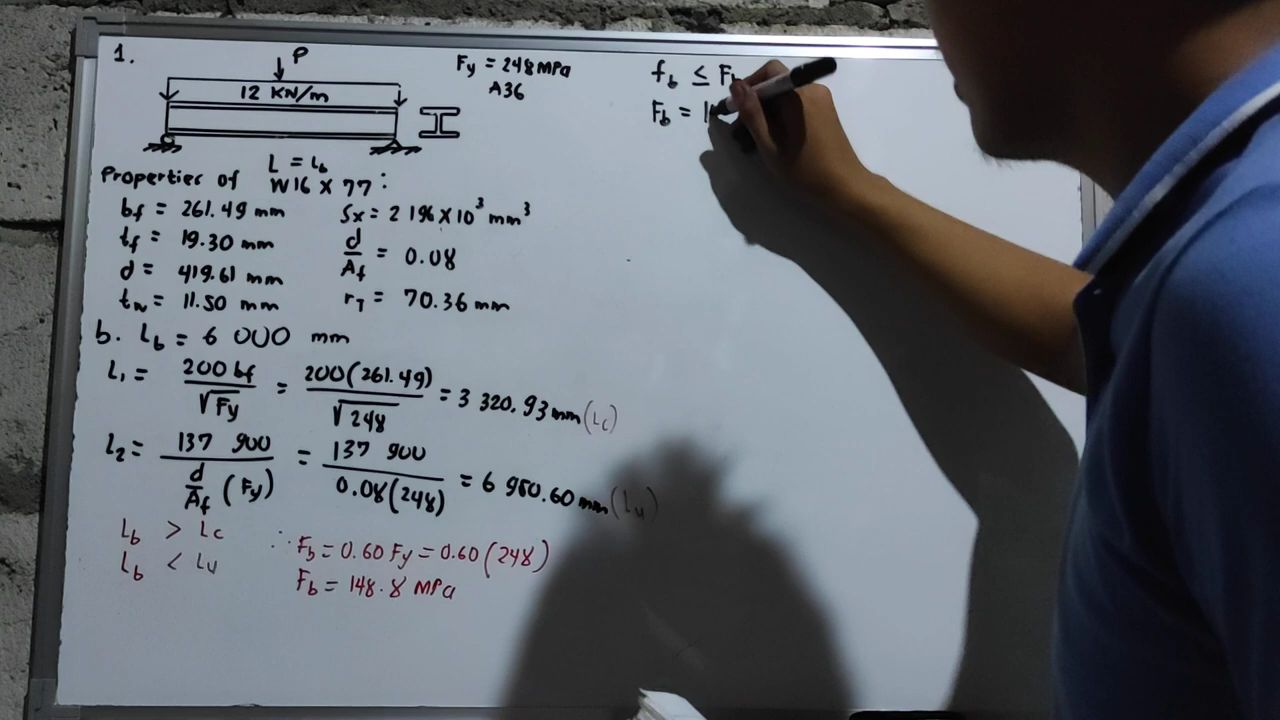 1.
P
12 KN/m
L = Lb
Fy = 248 MPa
A36
Properties of W16 X 77:
bf = 261.49 mm
tf = 19.30 mm
d = 419.61 mm
tw = 11.50 mm
Sx = 2 196 X 10³ mm³
d/Af = 0.08
rT = 70.36 mm
b. Lb = 6 000 mm
L1 = 200 bf/√Fy = 200(261.49)/√248 = 3 320.93 mm (Lc)
L2 = 137 900/(d/Af (Fy)) = 137 900/(0.08(248)) = 6 950.60 mm (Lu)
Lb > Lc
Lb < Lu
∴ Fb = 0.60 Fy = 0.60 (248)
Fb = 148.8 MPa
fb ≤ Fb
Fb = 1